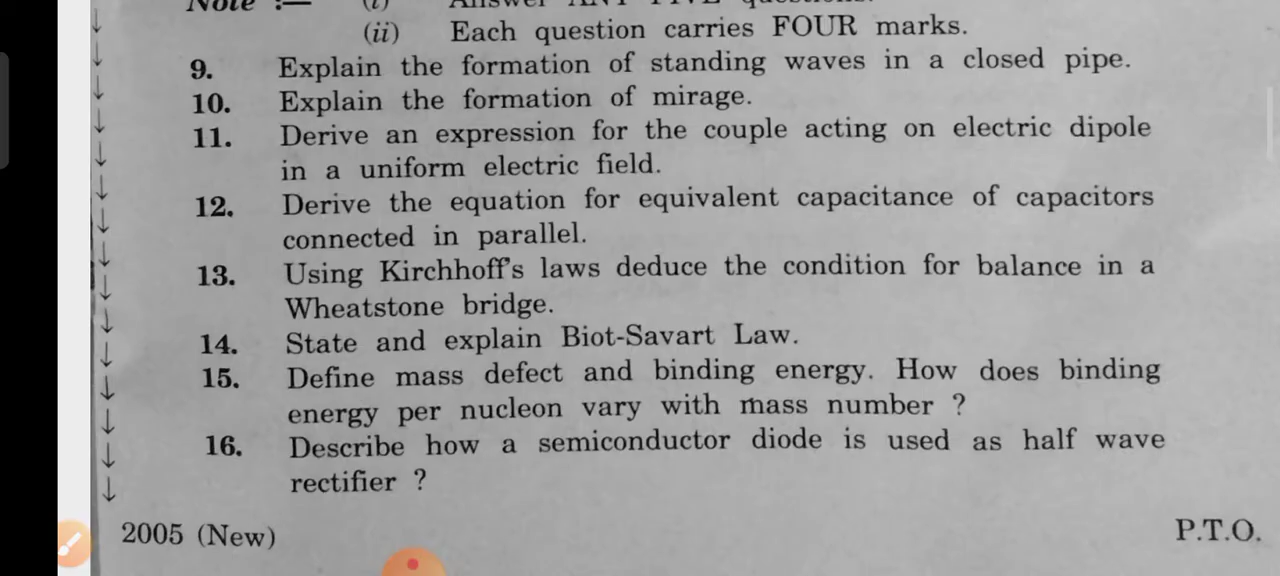 Note :— (i) Answer ANY FIVE questions.
(ii) Each question carries FOUR marks.
9. Explain the formation of standing waves in a closed pipe.
10. Explain the formation of mirage.
11. Derive an expression for the couple acting on electric dipole
in a uniform electric field.
12. Derive the equation for equivalent capacitance of capacitors
connected in parallel.
13. Using Kirchhoff's laws deduce the condition for balance in a
Wheatstone bridge.
14. State and explain Biot-Savart Law.
15. Define mass defect and binding energy. How does binding
energy per nucleon vary with mass number ?
16. Describe how a semiconductor diode is used as half wave
rectifier ?
2005 (New) P.T.O.